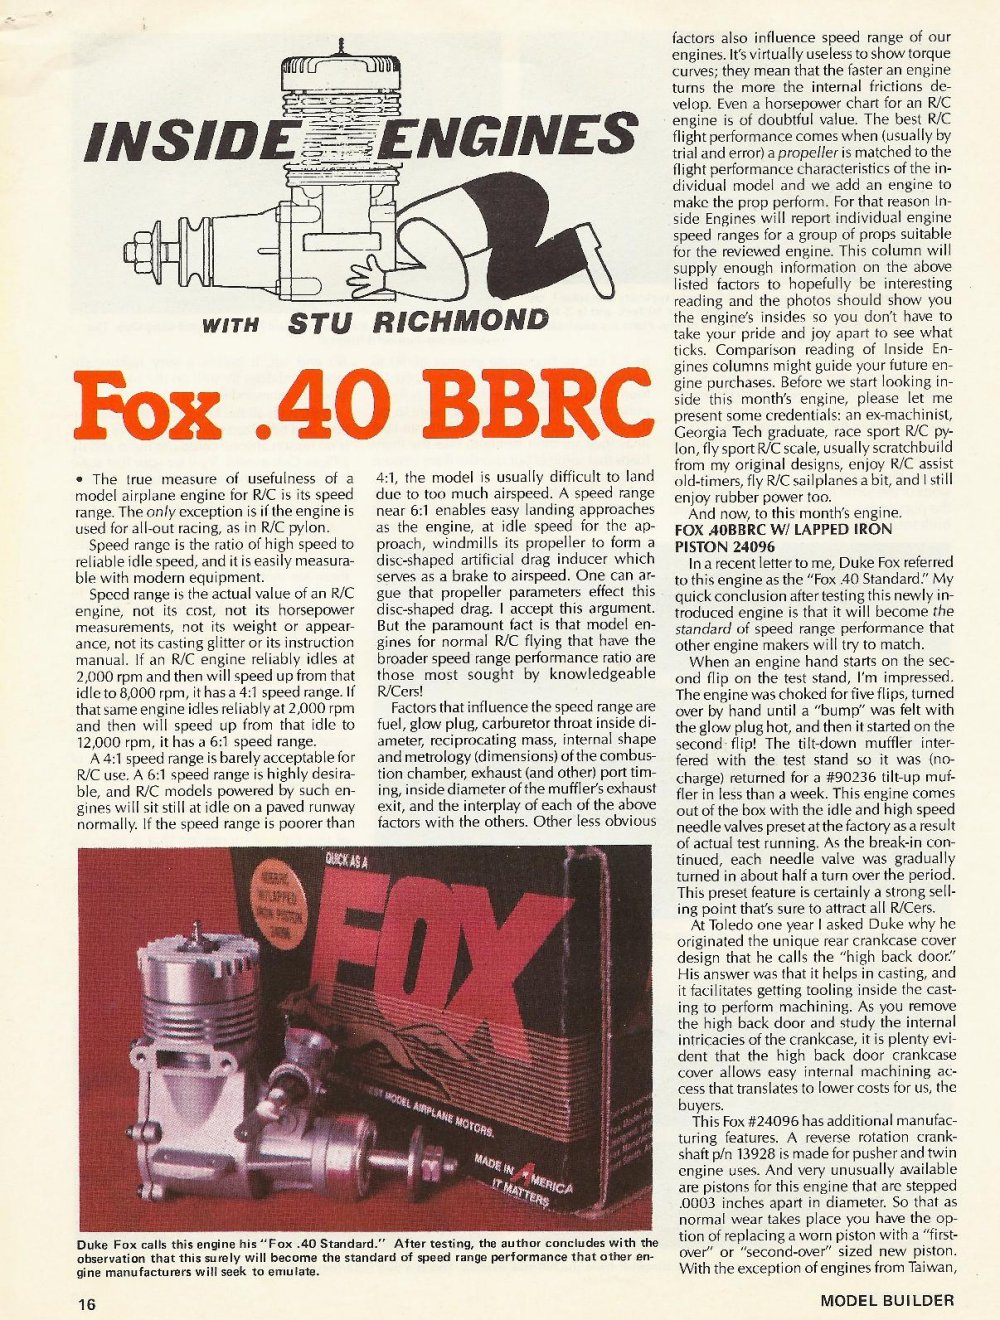 INSIDE ENGINES
WITH STU RICHMOND
Fox .40 BBRC
• The true measure of usefulness of a
model airplane engine for R/C is its speed
range. The only exception is if the engine is
used for all-out racing, as in R/C pylon.
Speed range is the ratio of high speed to
reliable idle speed, and it is easily measura-
ble with modern equipment.
Speed range is the actual value of an R/C
engine, not its cost, not its horsepower
measurements, not its weight or appear-
ance, not its casting glitter or its instruction
manual. If an R/C engine reliably idles at
2,000 rpm and then will speed up from that
idle to 8,000 rpm, it has a 4:1 speed range. If
that same engine idles reliably at 2,000 rpm
and then will speed up from that idle to
12,000 rpm, it has a 6:1 speed range.
A 4:1 speed range is barely acceptable for
R/C use. A 6:1 speed range is highly desira-
ble, and R/C models powered by such en-
gines will sit still at idle on a paved runway
normally. If the speed range is poorer than
4:1, the model is usually difficult to land
due to too much airspeed. A speed range
near 6:1 enables easy landing approaches
as the engine, at idle speed for the ap-
proach, windmills its propeller to form a
disc-shaped artificial drag inducer which
serves as a brake to airspeed. One can ar-
gue that propeller parameters effect this
disc-shaped drag. I accept this argument.
But the paramount fact is that model en-
gines for normal R/C flying that have the
broader speed range performance ratio are
those most sought by knowledgeable
R/Cers!
Factors that influence the speed range are
fuel, glow plug, carburetor throat inside di-
ameter, reciprocating mass, internal shape
and metrology (dimensions) of the combus-
tion chamber, exhaust (and other) port tim-
ing, inside diameter of the muffler's exhaust
exit, and the interplay of each of the above
factors with the others. Other less obvious
factors also influence speed range of our
engines. It's virtually useless to show torque
curves; they mean that the faster an engine
turns the more the internal frictions de-
velop. Even a horsepower chart for an R/C
engine is of doubtful value. The best R/C
flight performance comes when (usually by
trial and error) a propeller is matched to the
flight performance characteristics of the in-
dividual model and we add an engine to
make the prop perform. For that reason In-
side Engines will report individual engine
speed ranges for a group of props suitable
for the reviewed engine. This column will
supply enough information on the above
listed factors to hopefully be interesting
reading and the photos should show you
the engine's insides so you don't have to
take your pride and joy apart to see what
ticks. Comparison reading of Inside En-
gines columns might guide your future en-
gine purchases. Before we start looking in-
side this month's engine, please let me
present some credentials: an ex-machinist,
Georgia Tech graduate, race sport R/C py-
lon, fly sport R/C scale, usually scratchbuild
from my original designs, enjoy R/C assist
old-timers, fly R/C sailplanes a bit, and I still
enjoy rubber power too.
And now, to this month's engine.
FOX .40BBRC W/ LAPPED IRON
PISTON 24096
In a recent letter to me, Duke Fox referred
to this engine as the "Fox .40 Standard." My
quick conclusion after testing this newly in-
troduced engine is that it will become the
standard of speed range performance that
other engine makers will try to match.
When an engine hand starts on the sec-
ond flip on the test stand, I'm impressed.
The engine was choked for five flips, turned
over by hand until a "bump" was felt with
the glow plug hot, and then it started on the
second flip! The tilt-down muffler inter-
fered with the test stand so it was (no-
charge) returned for a #90236 tilt-up muf-
fler in less than a week. This engine comes
out of the box with the idle and high speed
needle valves preset at the factory as a result
of actual test running. As the break-in con-
tinued, each needle valve was gradually
turned in about half a turn over the period.
This preset feature is certainly a strong sell-
ing point that's sure to attract all R/Cers.
At Toledo one year I asked Duke why he
originated the unique rear crankcase cover
design that he calls the "high back door."
His answer was that it helps in casting, and
it facilitates getting tooling inside the cast-
ing to perform machining. As you remove
the high back door and study the internal
intricacies of the crankcase, it is plenty evi-
dent that the high back door crankcase
cover allows easy internal machining ac-
cess that translates to lower costs for us, the
buyers.
This Fox #24096 has additional manufac-
turing features. A reverse rotation crank-
shaft p/n 13928 is made for pusher and twin
engine uses. And very unusually available
are pistons for this engine that are stepped
.0003 inches apart in diameter. So that as
normal wear takes place you have the op-
tion of replacing a worn piston with a "first-
over" or "second-over" sized new piston.
With the exception of engines from Taiwan,
QUICK AS A
FOX
40BBRC
W/LAPPED
IRON PISTON
24096
EST MODEL AIRPLANE MOTORS.
MADE IN AMERICA
IT MATTERS
Duke Fox calls this engine his "Fox .40 Standard." After testing, the author concludes with the
observation that this surely will become the standard of speed range performance that other en-
gine manufacturers will seek to emulate.
16
MODEL BUILDER